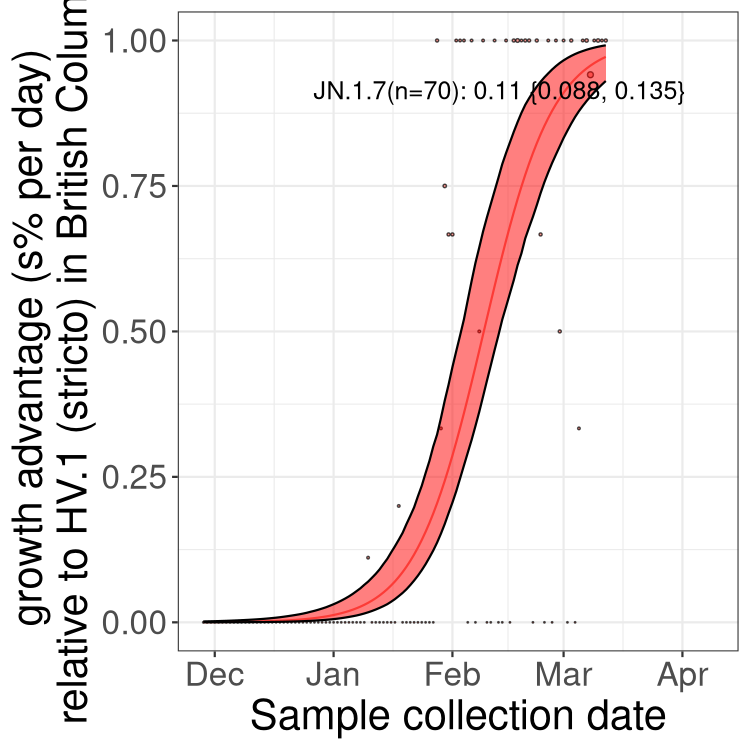 growth advantage (s% per day)
relative to HV.1 (stricto) in British Colum
1.00
0.75
0.50
0.25
0.00
JN.1.7(n=70): 0.11 {0.088, 0.135}
Dec Jan Feb Mar Apr
Sample collection date